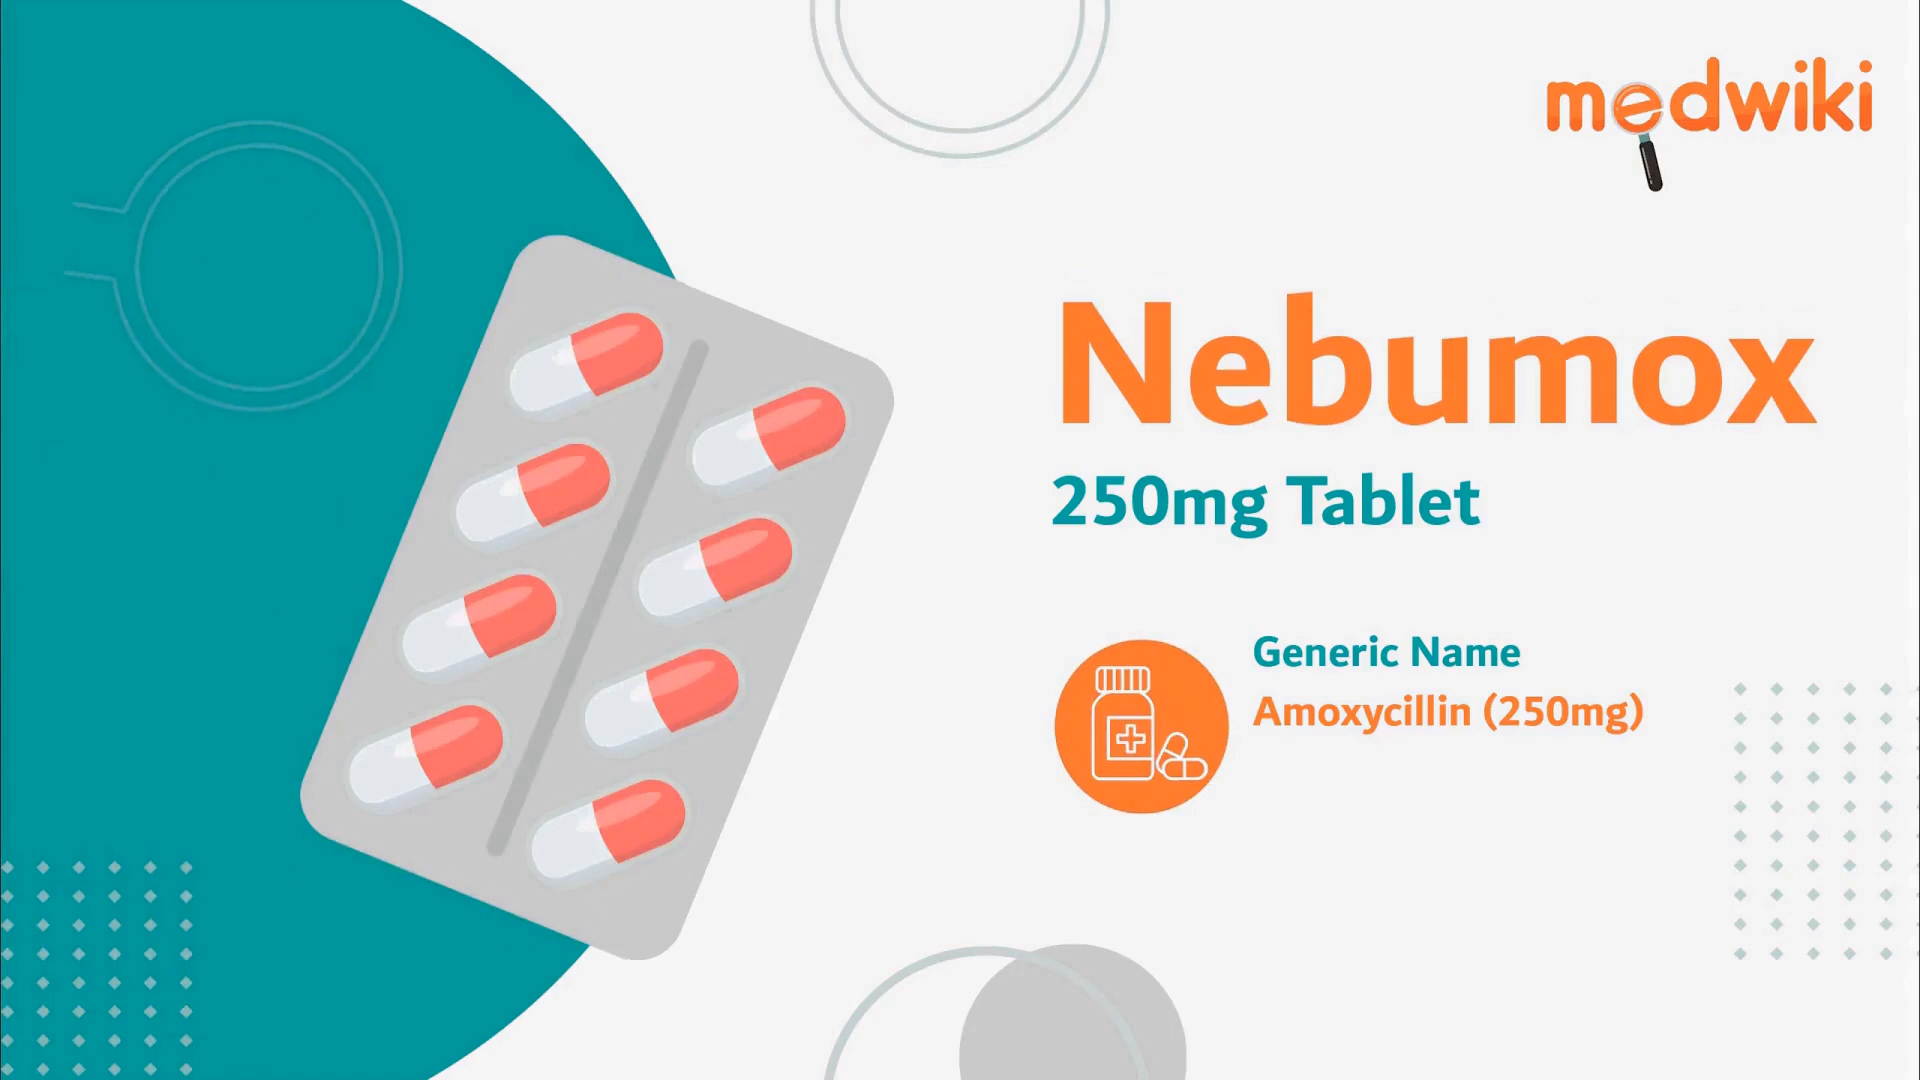 medwiki
Nebumox
250mg Tablet
Generic Name
Amoxycillin (250mg)